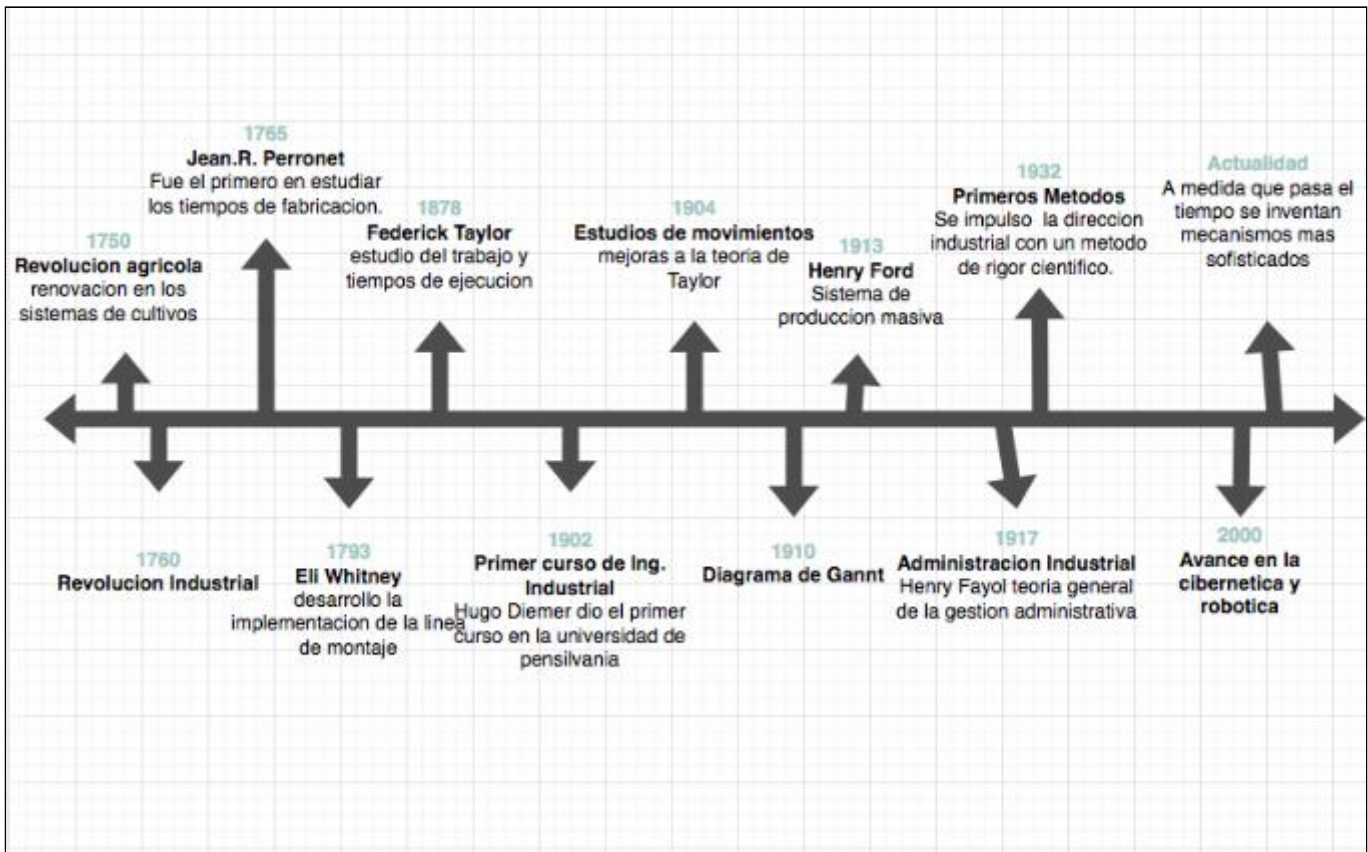 1750
Revolucion agricola
renovacion en los
sistemas de cultivos
1765
Jean.R. Perronet
Fue el primero en estudiar
los tiempos de fabricacion.
1878
Federick Taylor
estudio del trabajo y
tiempos de ejecucion
1904
Estudios de movimientos
mejoras a la teoria de
Taylor
1913
Henry Ford
Sistema de
produccion masiva
1932
Primeros Metodos
Se impulso la direccion
industrial con un metodo
de rigor cientifico.
Actualidad
A medida que pasa el
tiempo se inventan
mecanismos mas
sofisticados
1760
Revolucion Industrial
1793
Eli Whitney
desarrollo la
implementacion de la linea
de montaje
1902
Primer curso de Ing.
Industrial
Hugo Diemer dio el primer
curso en la universidad de
pensilvania
1910
Diagrama de Gannt
1917
Administracion Industrial
Henry Fayol teoria general
de la gestion administrativa
2000
Avance en la
cibernetica y
robotica